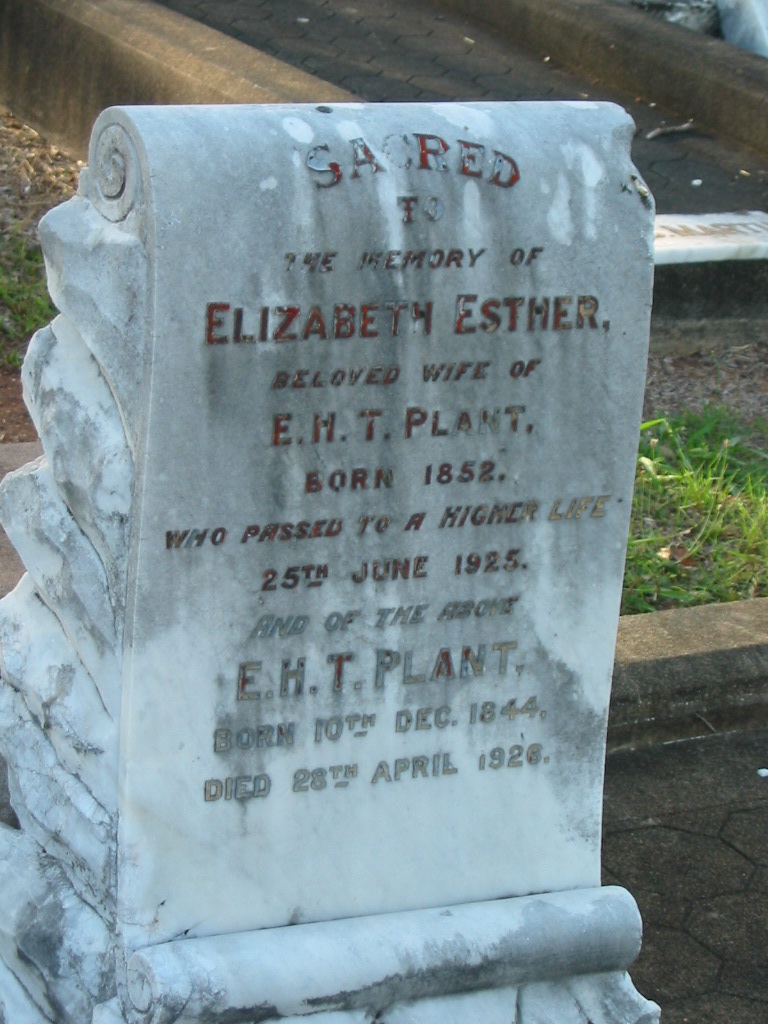 SACRED
TO
THE MEMORY OF
ELIZABETH ESTHER,
BELOVED WIFE OF
E.H.T. PLANT,
BORN 1852.
WHO PASSED TO A HIGHER LIFE
25TH JUNE 1925.
AND OF THE ABOVE
E.H.T. PLANT,
BORN 10TH DEC. 1844,
DIED 28TH APRIL 1926.